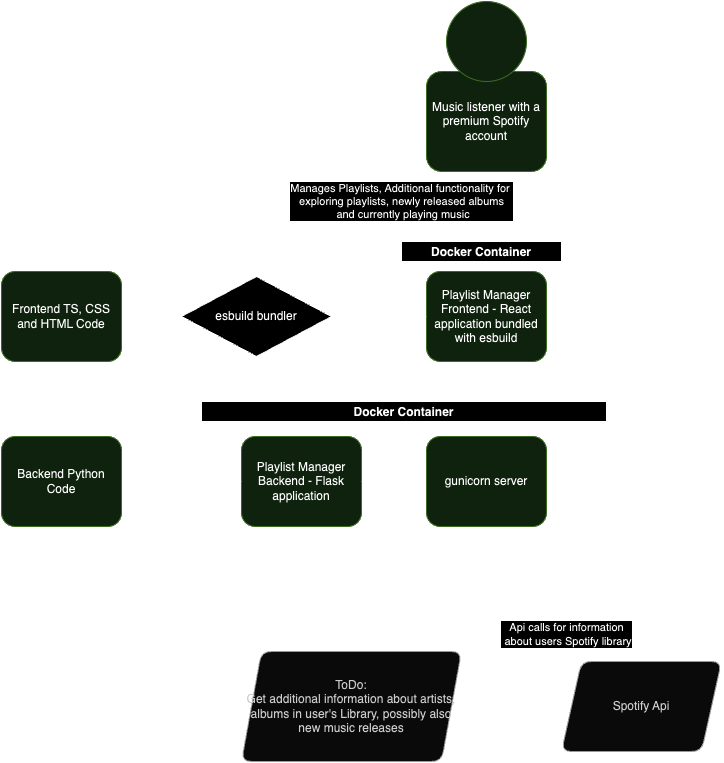 Music listener with a
premium Spotify
account
Manages Playlists, Additional functionality for
exploring playlists, newly released albums
and currently playing music
Docker Container
Frontend TS, CSS
and HTML Code
esbuild bundler
Playlist Manager
Frontend - React
application bundled
with esbuild
Docker Container
Backend Python
Code
Playlist Manager
Backend - Flask
application
gunicorn server
Api calls for information
about users Spotify library
ToDo:
Get additional information about artists,
albums in user's Library, possibly also
new music releases
Spotify Api